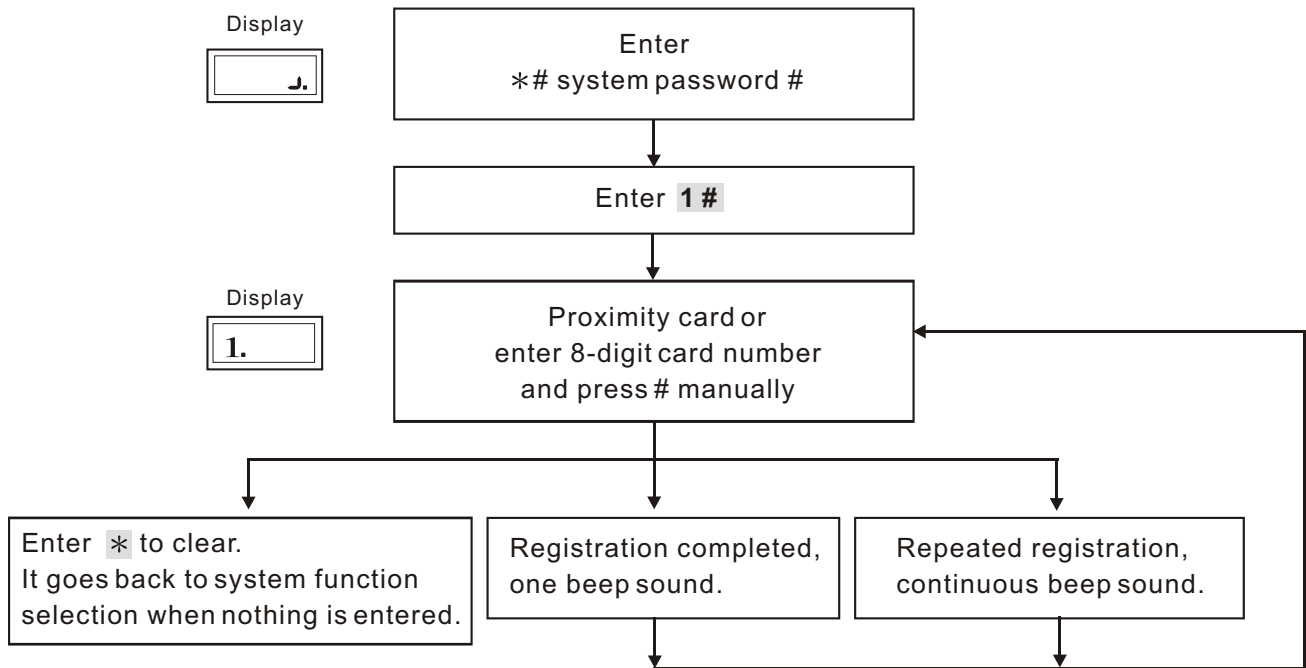 Display
Enter
*# system password #
Enter 1 #
Display
1.
Proximity card or
enter 8-digit card number
and press # manually
Enter * to clear.
It goes back to system function
selection when nothing is entered.
Registration completed,
one beep sound.
Repeated registration,
continuous beep sound.